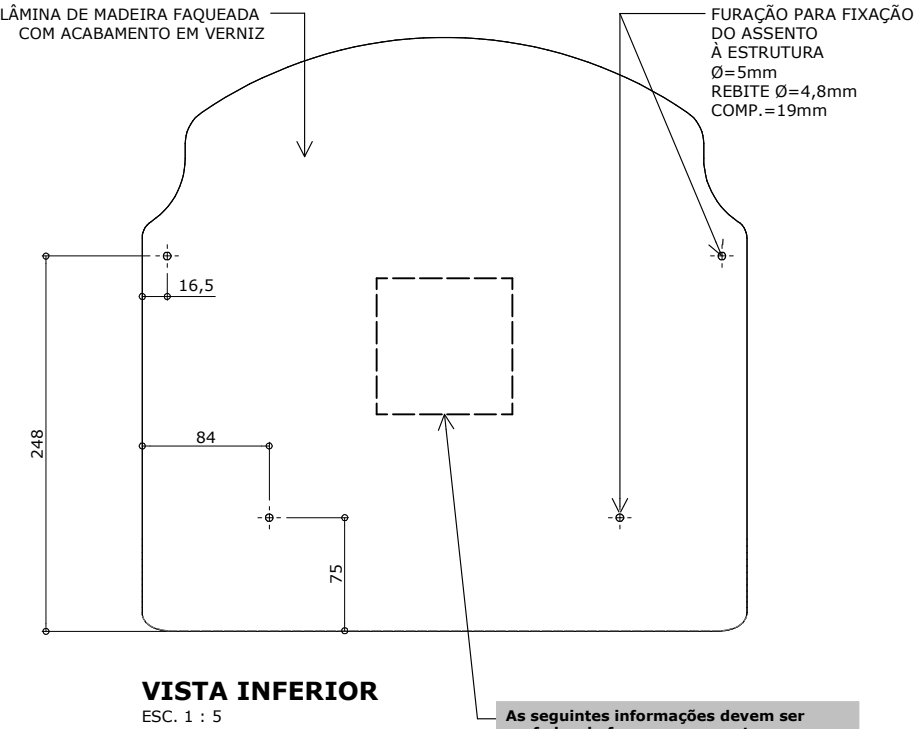 LÂMINA DE MADEIRA FAQUEADA
COM ACABAMENTO EM VERNIZ
FURAÇÃO PARA FIXAÇÃO
DO ASSENTO
À ESTRUTURA
Ø=5mm
REBITE Ø=4,8mm
COMP.=19mm
16,5
248
84
75
VISTA INFERIOR
ESC. 1 : 5
As seguintes informações devem ser